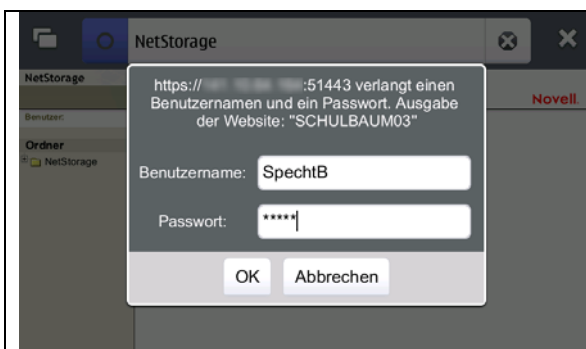 NetStorage
NetStorage
Novell.
Benutzer:
Ordner
NetStorage
https:// :51443 verlangt einen
Benutzernamen und ein Passwort. Ausgabe
der Website: "SCHULBAUM03"
Benutzername: SpechtB
Passwort: *****
OK Abbrechen